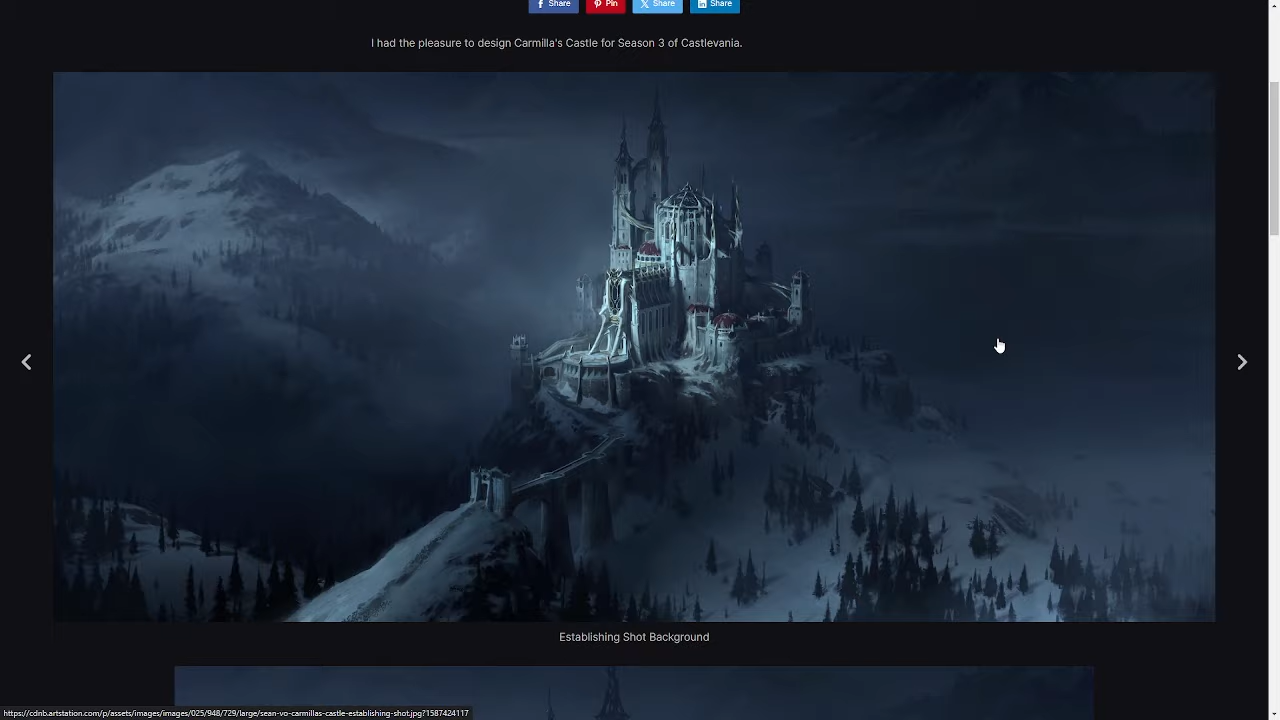 Share
Pin
Share
Share
I had the pleasure to design Carmilla's Castle for Season 3 of Castlevania.
Establishing Shot Background
https://cdnb.artstation.com/p/assets/images/images/025/948/729/large/sean-vo-carmillas-castle-establishing-shot.jpg?1587424117